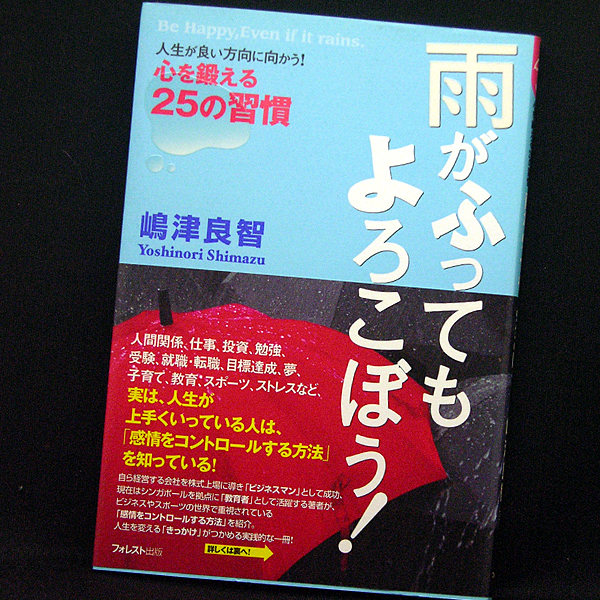 Be Happy,Even if it rains.
人生が良い方向に向かう!
心を鍛える
25の習慣
雨がふっても
よろこぼう!
嶋津良智
Yoshinori Shimazu
人間関係、仕事、投資、勉強、
受験、就職・転職、目標達成、夢、
子育て、教育、スポーツ、ストレスなど、
実は、人生が
上手くいっている人は、
「感情をコントロールする方法」
を知っている!
自ら経営する会社を株式上場に導き「ビジネスマン」として成功、
現在はシンガポールを拠点に「教育者」として活躍する著者が、
ビジネスやスポーツの世界で重視されている
「感情をコントロールする方法」を紹介。
人生を変える「きっかけ」がつかめる実践的な一冊!
フォレスト出版
詳しくは裏へ!